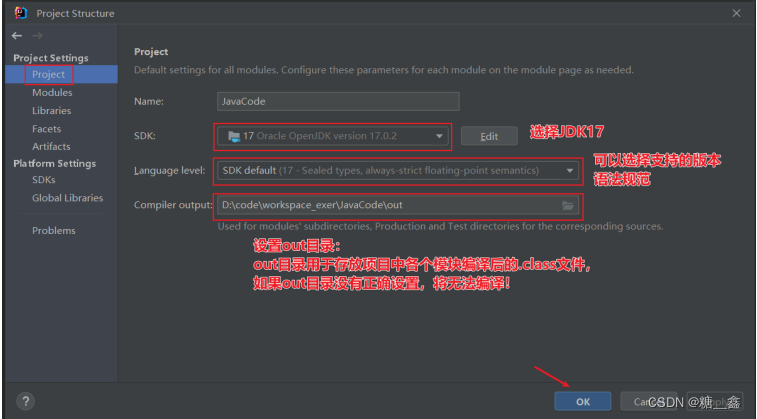 Project Structure
Project Settings
Project
Modules
Libraries
Facets
Artifacts
Platform Settings
SDKs
Global Libraries
Problems
Project
Default settings for all modules. Configure these parameters for each module on the module page as needed.
Name: JavaCode
SDK: 17 Oracle OpenJDK version 17.0.2 Edit 选择JDK17
Language level: SDK default (17 - Sealed types, always-strict floating-point semantics) 可以选择支持的版本
语法规范
Compiler output: D:\code\workspace_exer\JavaCode\out
Used for modules' subdirectories, Production and Test directories for the corresponding sources.
设置out目录：
out目录用于存放项目中各个模块编译后的.class文件，
如果out目录没有正确设置，将无法编译！
? OK
CSDN @糖__鑫